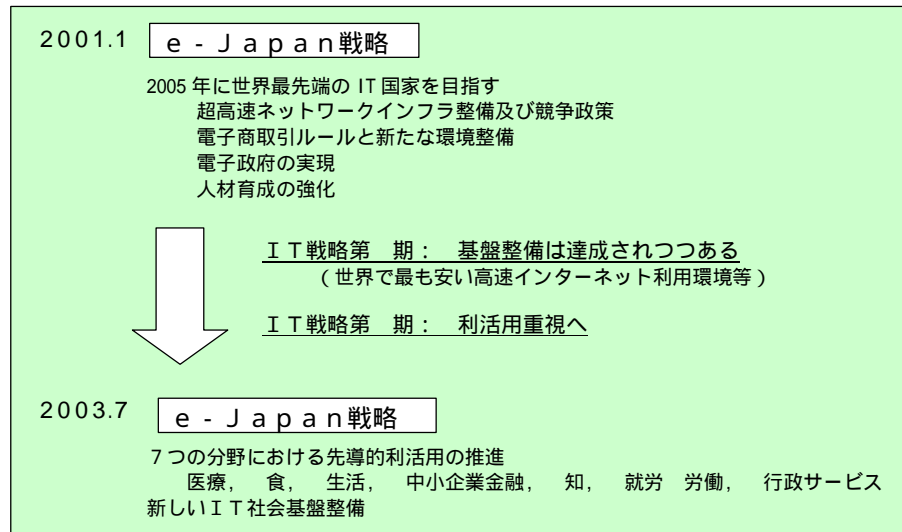 2001.1 e-Japan戦略
2005年に世界最先端のIT国家を目指す
超高速ネットワークインフラ整備及び競争政策
電子商取引ルールと新たな環境整備
電子政府の実現
人材育成の強化
IT戦略第 期: 基盤整備は達成されつつある
(世界で最も安い高速インターネット利用環境等)
IT戦略第 期: 利活用重視へ
2003.7 e-Japan戦略
7つの分野における先導的利活用の推進
医療, 食, 生活, 中小企業金融, 知, 就労 労働, 行政サービス
新しいIT社会基盤整備